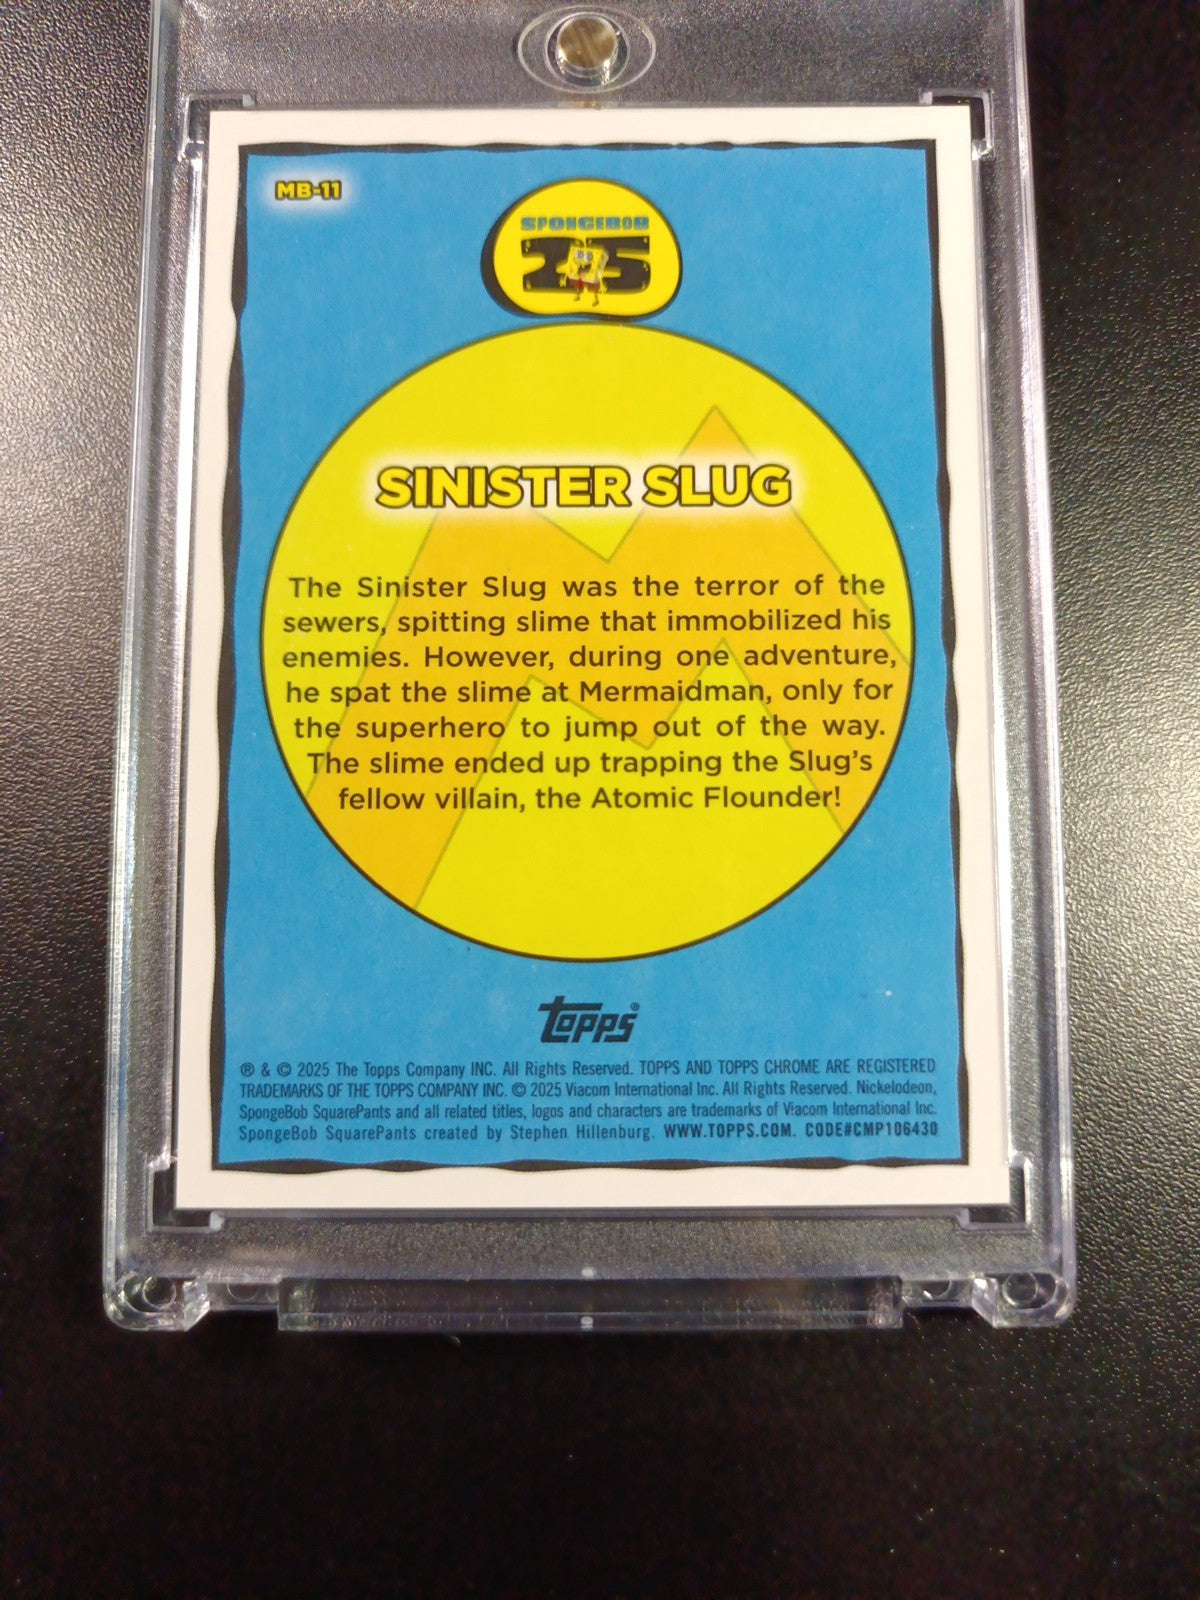 MB-11
SPONGEBOB
25
SINISTER SLUG
The Sinister Slug was the terror of the
sewers, spitting slime that immobilized his
enemies. However, during one adventure,
he spat the slime at Mermaidman, only for
the superhero to jump out of the way.
The slime ended up trapping the Slug's
fellow villain, the Atomic Flounder!
topps®
® & © 2025 The Topps Company INC. All Rights Reserved. TOPPS AND TOPPS CHROME ARE REGISTERED
TRADEMARKS OF THE TOPPS COMPANY INC. © 2025 Viacom International Inc. All Rights Reserved. Nickelodeon,
SpongeBob SquarePants and all related titles, logos and characters are trademarks of Viacom International Inc.
SpongeBob SquarePants created by Stephen Hillenburg. WWW.TOPPS.COM. CODE#CMP106430